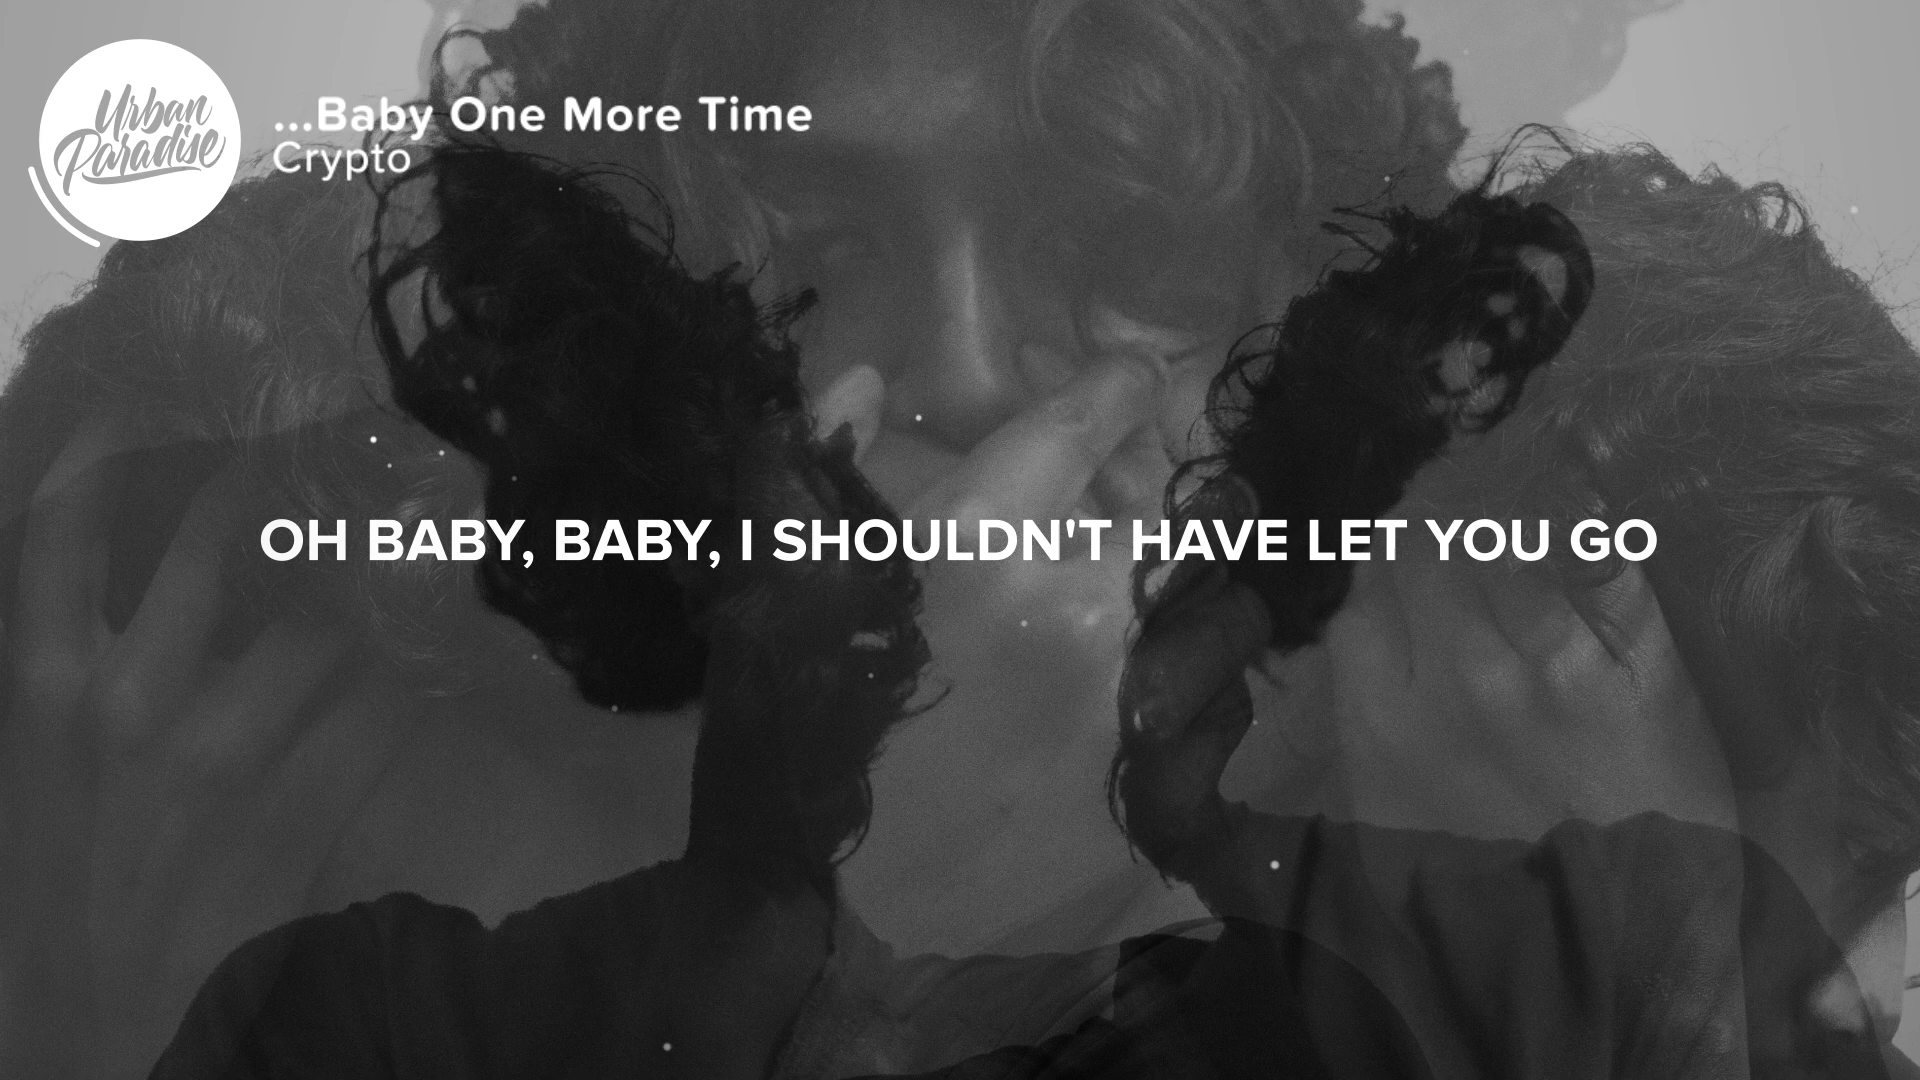 Urban
Paradise
...Baby One More Time
Crypto
OH BABY, BABY, I SHOULDN'T HAVE LET YOU GO